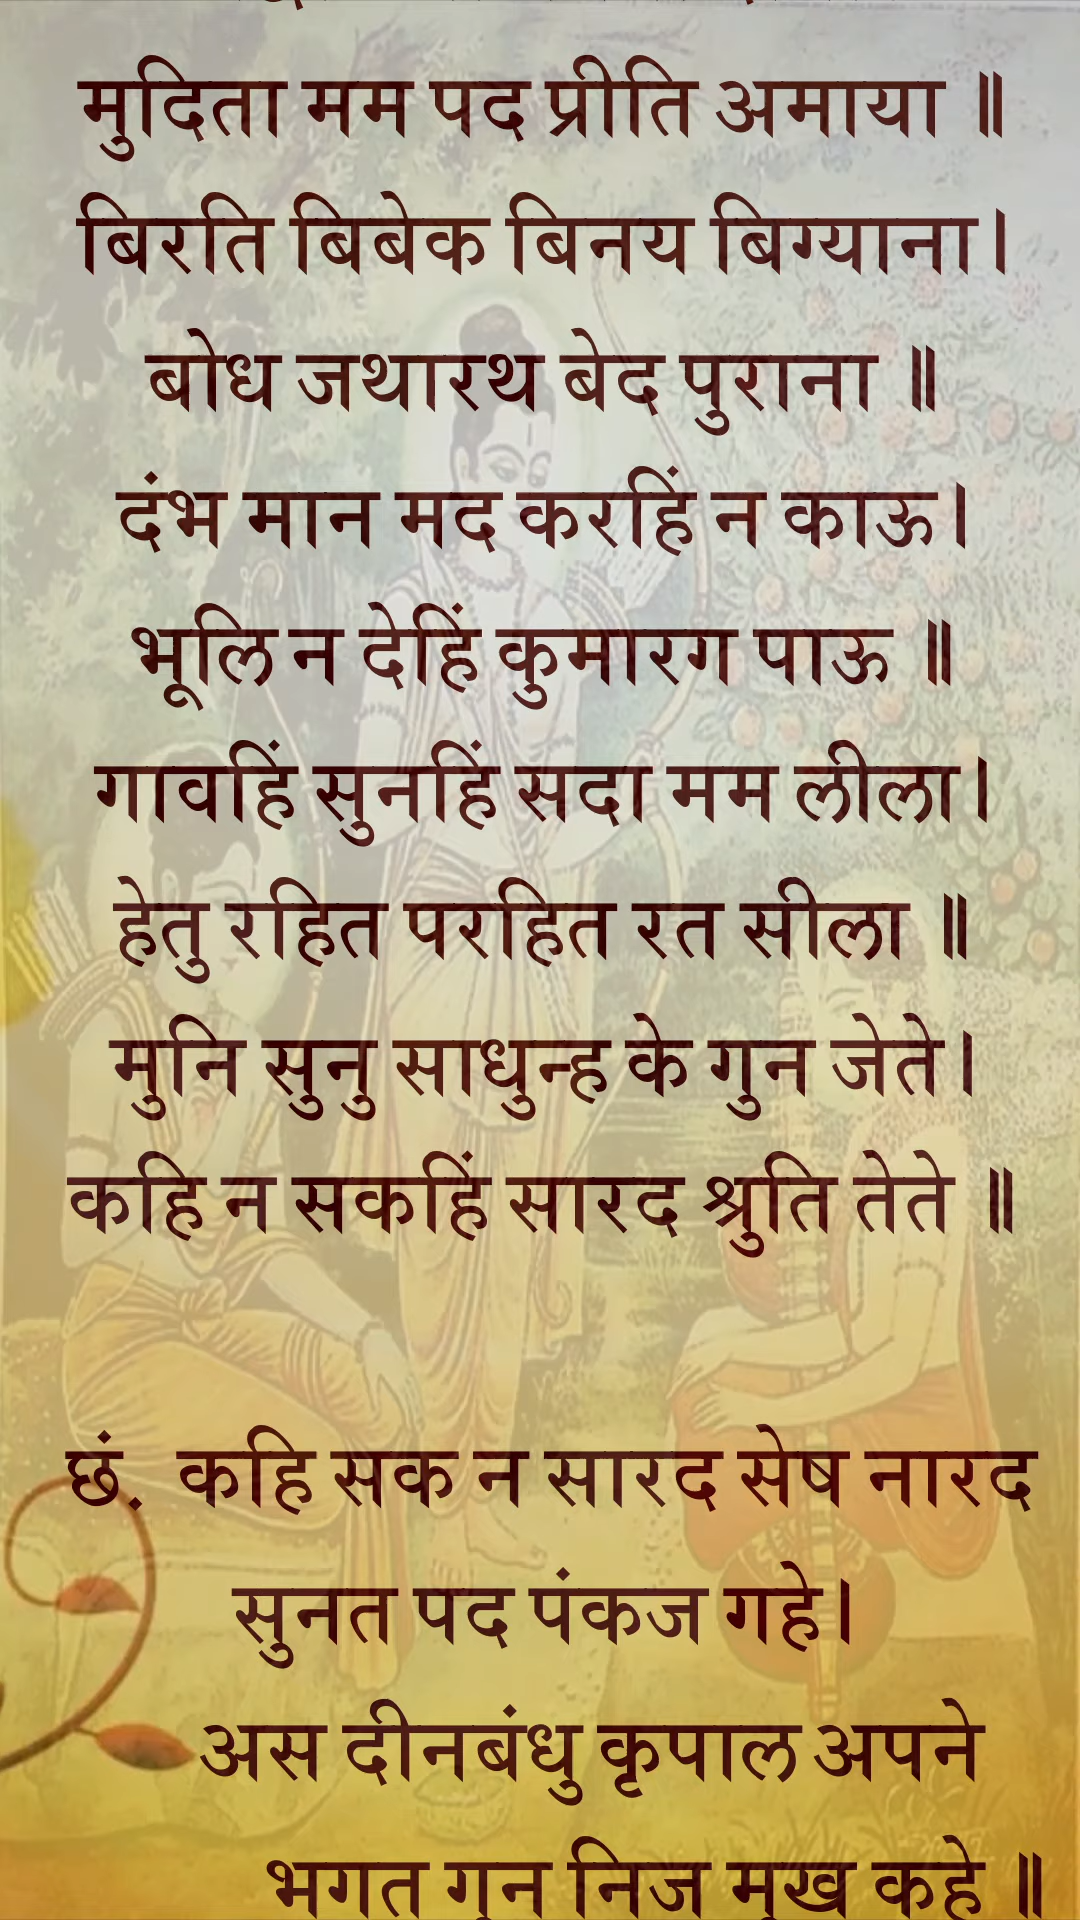 मुदिता मम पद प्रीति अमाया ॥
बिरति बिबेक बिनय बिग्याना।
बोध जथारथ बेद पुराना ॥
दंभ मान मद करहिं न काऊ।
भूलि न देहिं कुमारग पाऊ ॥
गावहिं सुनहिं सदा मम लीला।
हेतु रहित परहित रत सीला ॥
मुनि सुनु साधुन्ह के गुन जेते।
कहि न सकहिं सारद श्रुति तेते ॥
छं. कहि सक न सारद सेष नारद
सुनत पद पंकज गहे।
अस दीनबंधु कृपाल अपने
भगत गुन निज मुख कहे ॥